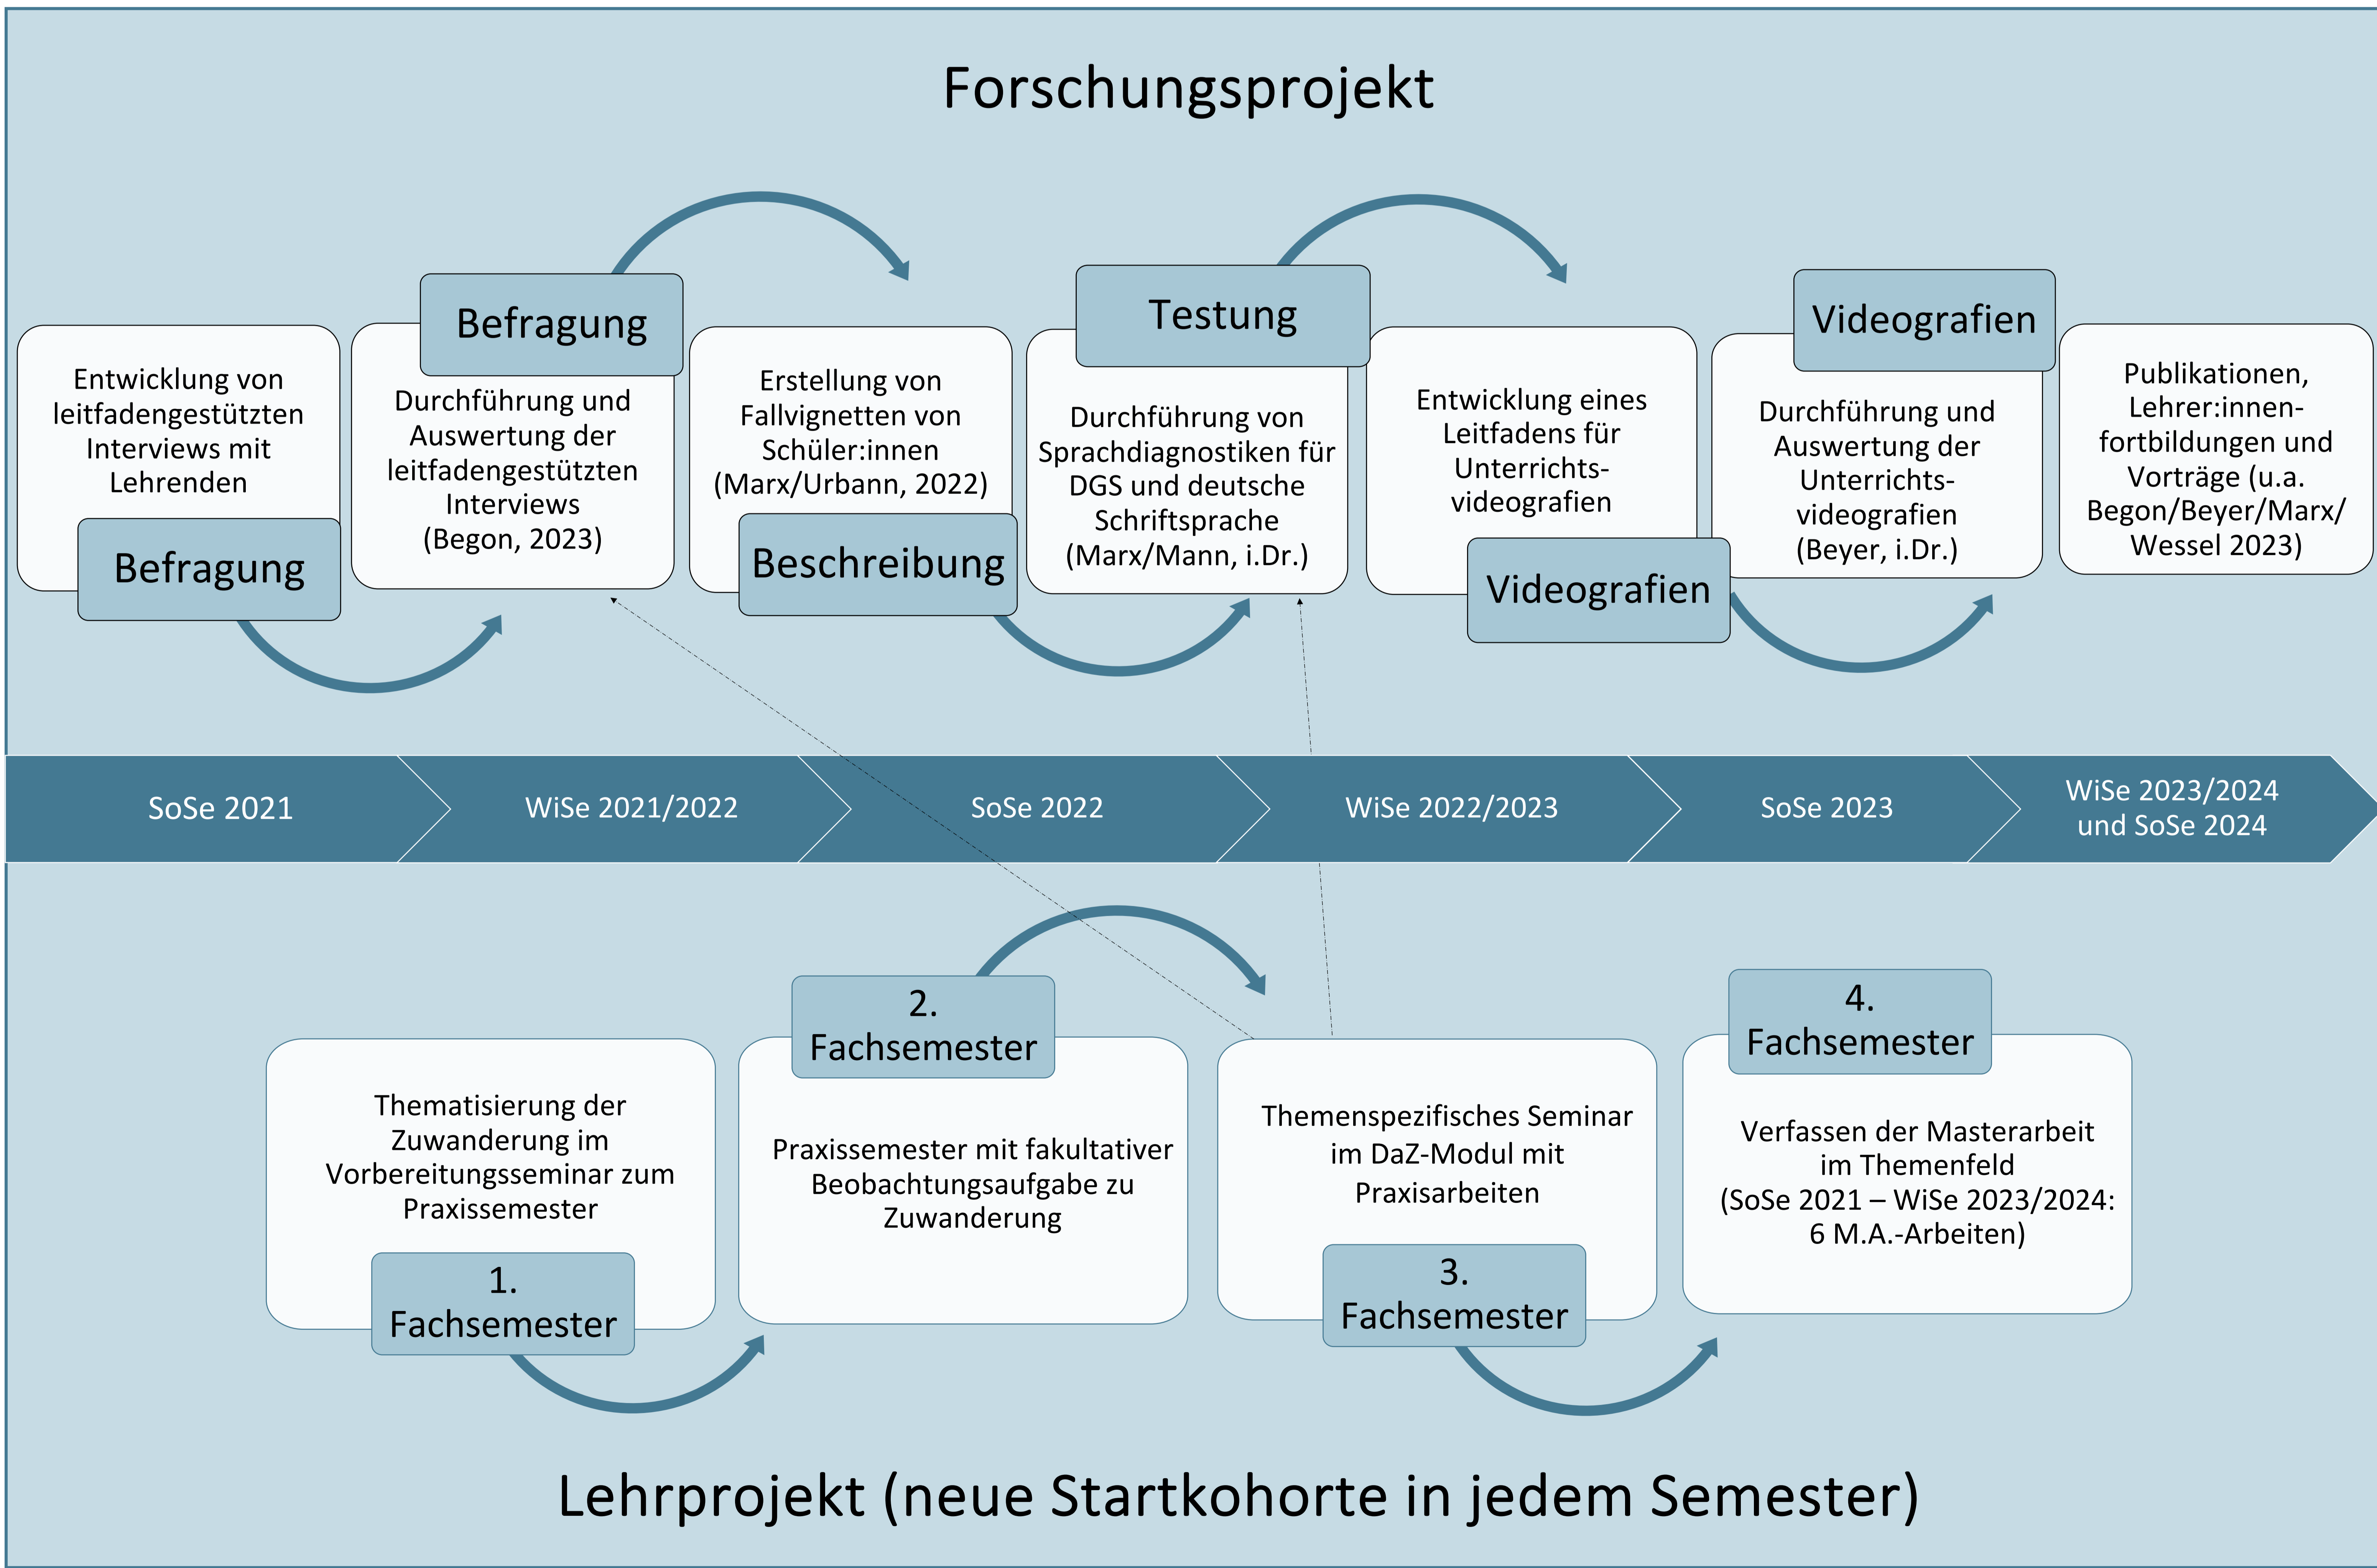 Forschungsprojekt
Entwicklung von
leitfadengestützten
Interviews mit
Lehrenden
Befragung
Befragung
Durchführung und
Auswertung der
leitfadengestützten
Interviews
(Begon, 2023)
Erstellung von
Fallvignetten von
Schüler:innen
(Marx/Urbann, 2022)
Beschreibung
Testung
Durchführung von
Sprachdiagnostiken für
DGS und deutsche
Schriftsprache
(Marx/Mann, i.Dr.)
Entwicklung eines
Leitfadens für
Unterrichts-
videografien
Videografien
Videografien
Durchführung und
Auswertung der
Unterrichts-
videografien
(Beyer, i.Dr.)
Publikationen,
Lehrer:innen-
fortbildungen und
Vorträge (u.a.
Begon/Beyer/Marx/
Wessel 2023)
SoSe 2021
WiSe 2021/2022
SoSe 2022
WiSe 2022/2023
SoSe 2023
WiSe 2023/2024
und SoSe 2024
Thematisierung der
Zuwanderung im
Vorbereitungsseminar zum
Praxissemester
1.
Fachsemester
2.
Fachsemester
Praxissemester mit fakultativer
Beobachtungsaufgabe zu
Zuwanderung
Themenspezifisches Seminar
im DaZ-Modul mit
Praxisarbeiten
3.
Fachsemester
4.
Fachsemester
Verfassen der Masterarbeit
im Themenfeld
(SoSe 2021 – WiSe 2023/2024:
6 M.A.-Arbeiten)
Lehrprojekt (neue Startkohorte in jedem Semester)